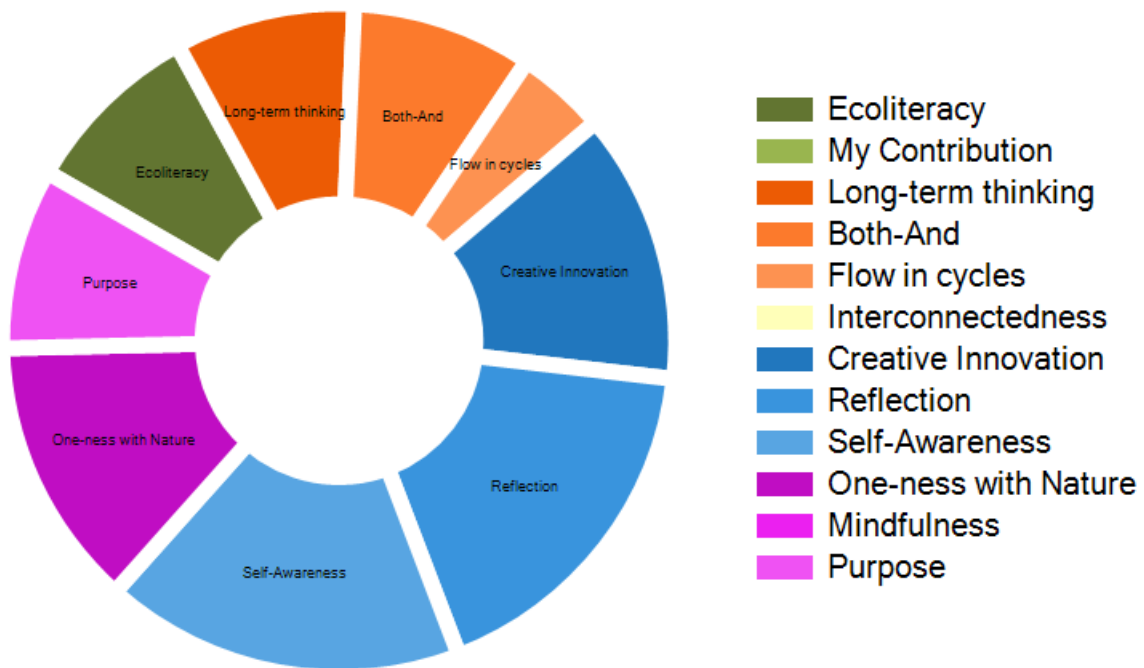 Long-term thinking
Both-And
Flow in cycles
Ecoliteracy
Creative Innovation
Purpose
One-ness with Nature
Reflection
Self-Awareness
Ecoliteracy
My Contribution
Long-term thinking
Both-And
Flow in cycles
Interconnectedness
Creative Innovation
Reflection
Self-Awareness
One-ness with Nature
Mindfulness
Purpose